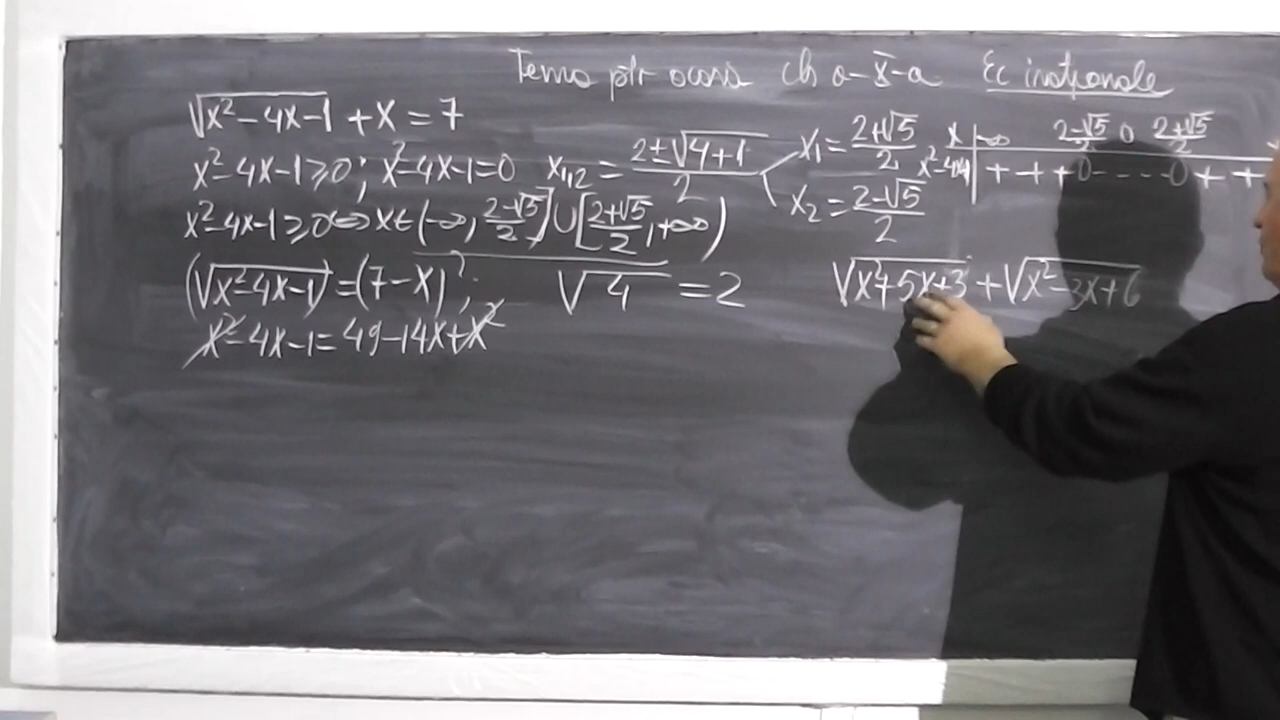 Tema ptr acasă cls a-X-a Ec iraționale
√(x²-4x-1) + x = 7
x²-4x-1≥0; x²-4x-1=0 x₁,₂ = (2±√(4+1))/2 x₁ = (2+√5)/2
x₂ = (2-√5)/2
x | -∞ (2-√5)/2 0 (2+√5)/2
x²-4x-1 | + + + 0 - - - - 0 + +
x²-4x-1≥0 ⇔ x∈(-∞, (2-√5)/2] ∪ [(2+√5)/2, +∞)
(√(x²-4x-1))=(7-x)²; √4 = 2 √(x²+5x+3) + √(x²-3x+6
x²-4x-1=49-14x+x²